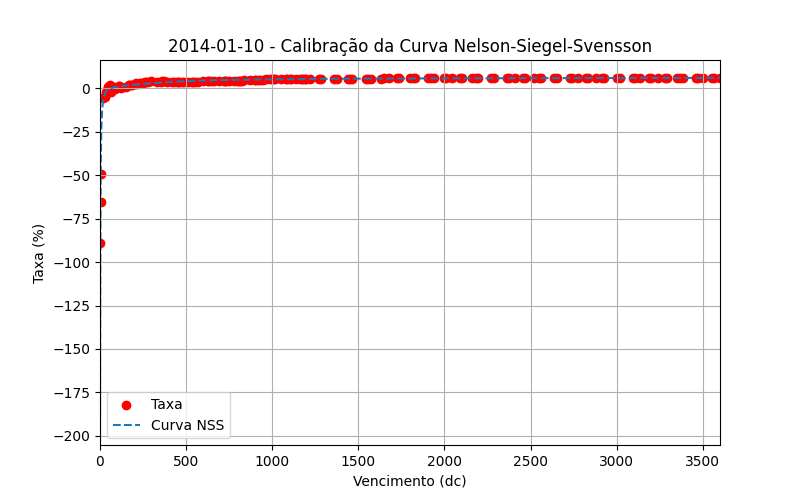 2014-01-10 - Calibração da Curva Nelson-Siegel-Svensson
Taxa (%)
0
−25
−50
−75
−100
−125
−150
−175
−200
Taxa
Curva NSS
0 500 1000 1500 2000 2500 3000 3500
Vencimento (dc)